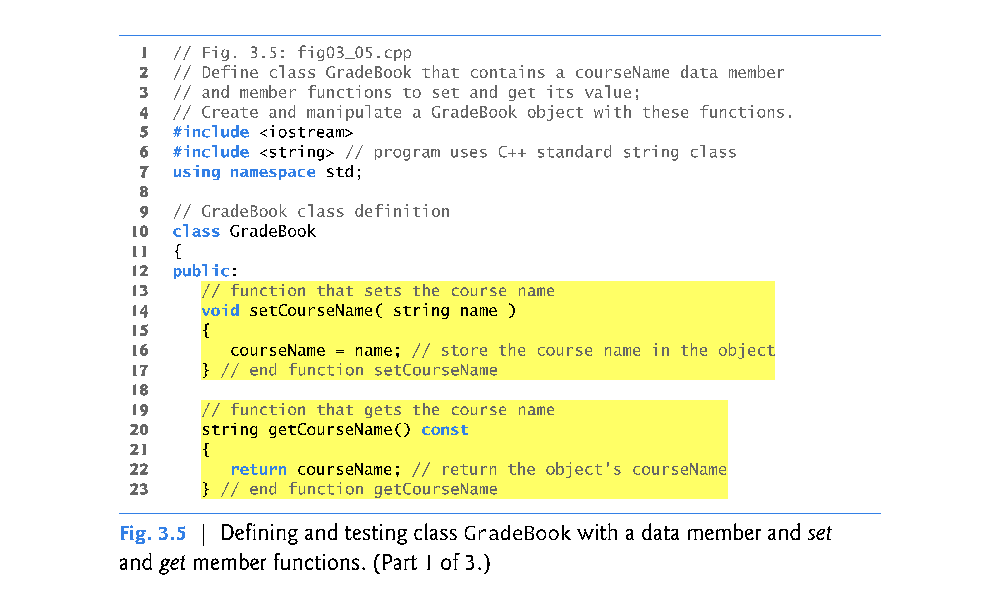 1 // Fig. 3.5: fig03_05.cpp
2 // Define class GradeBook that contains a courseName data member
3 // and member functions to set and get its value;
4 // Create and manipulate a GradeBook object with these functions.
5 #include <iostream>
6 #include <string> // program uses C++ standard string class
7 using namespace std;
8
9 // GradeBook class definition
10 class GradeBook
11 {
12 public:
13    // function that sets the course name
14    void setCourseName( string name )
15    {
16       courseName = name; // store the course name in the object
17    } // end function setCourseName
18
19    // function that gets the course name
20    string getCourseName() const
21    {
22       return courseName; // return the object's courseName
23    } // end function getCourseName
Fig. 3.5 | Defining and testing class GradeBook with a data member and set
and get member functions. (Part 1 of 3.)